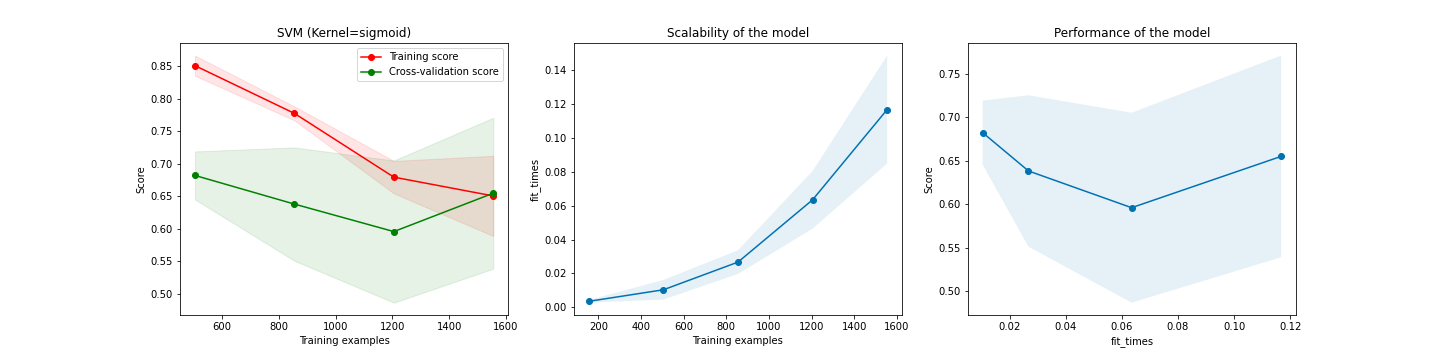 SVM (Kernel=sigmoid)
Training score
Cross-validation score
Score
0.85
0.80
0.75
0.70
0.65
0.60
0.55
0.50
600 800 1000 1200 1400 1600
Training examples
Scalability of the model
fit_times
0.14
0.12
0.10
0.08
0.06
0.04
0.02
0.00
200 400 600 800 1000 1200 1400 1600
Training examples
Performance of the model
Score
0.75
0.70
0.65
0.60
0.55
0.50
0.02 0.04 0.06 0.08 0.10 0.12
fit_times